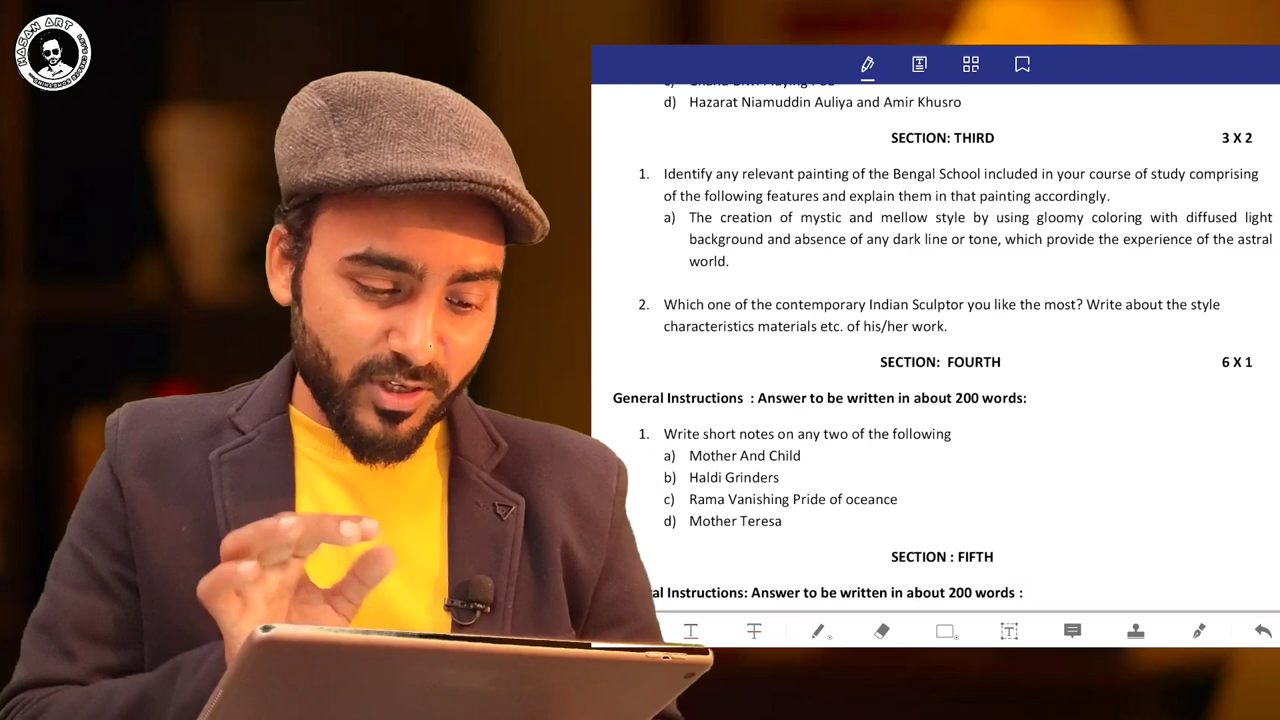 HASAN ART
d) Hazarat Niamuddin Auliya and Amir Khusro
SECTION: THIRD 3 X 2
1. Identify any relevant painting of the Bengal School included in your course of study comprising
of the following features and explain them in that painting accordingly.
a) The creation of mystic and mellow style by using gloomy coloring with diffused light
background and absence of any dark line or tone, which provide the experience of the astral
world.
2. Which one of the contemporary Indian Sculptor you like the most? Write about the style
characteristics materials etc. of his/her work.
SECTION: FOURTH 6 X 1
General Instructions : Answer to be written in about 200 words:
1. Write short notes on any two of the following
a) Mother And Child
b) Haldi Grinders
c) Rama Vanishing Pride of oceance
d) Mother Teresa
SECTION : FIFTH
al Instructions: Answer to be written in about 200 words :